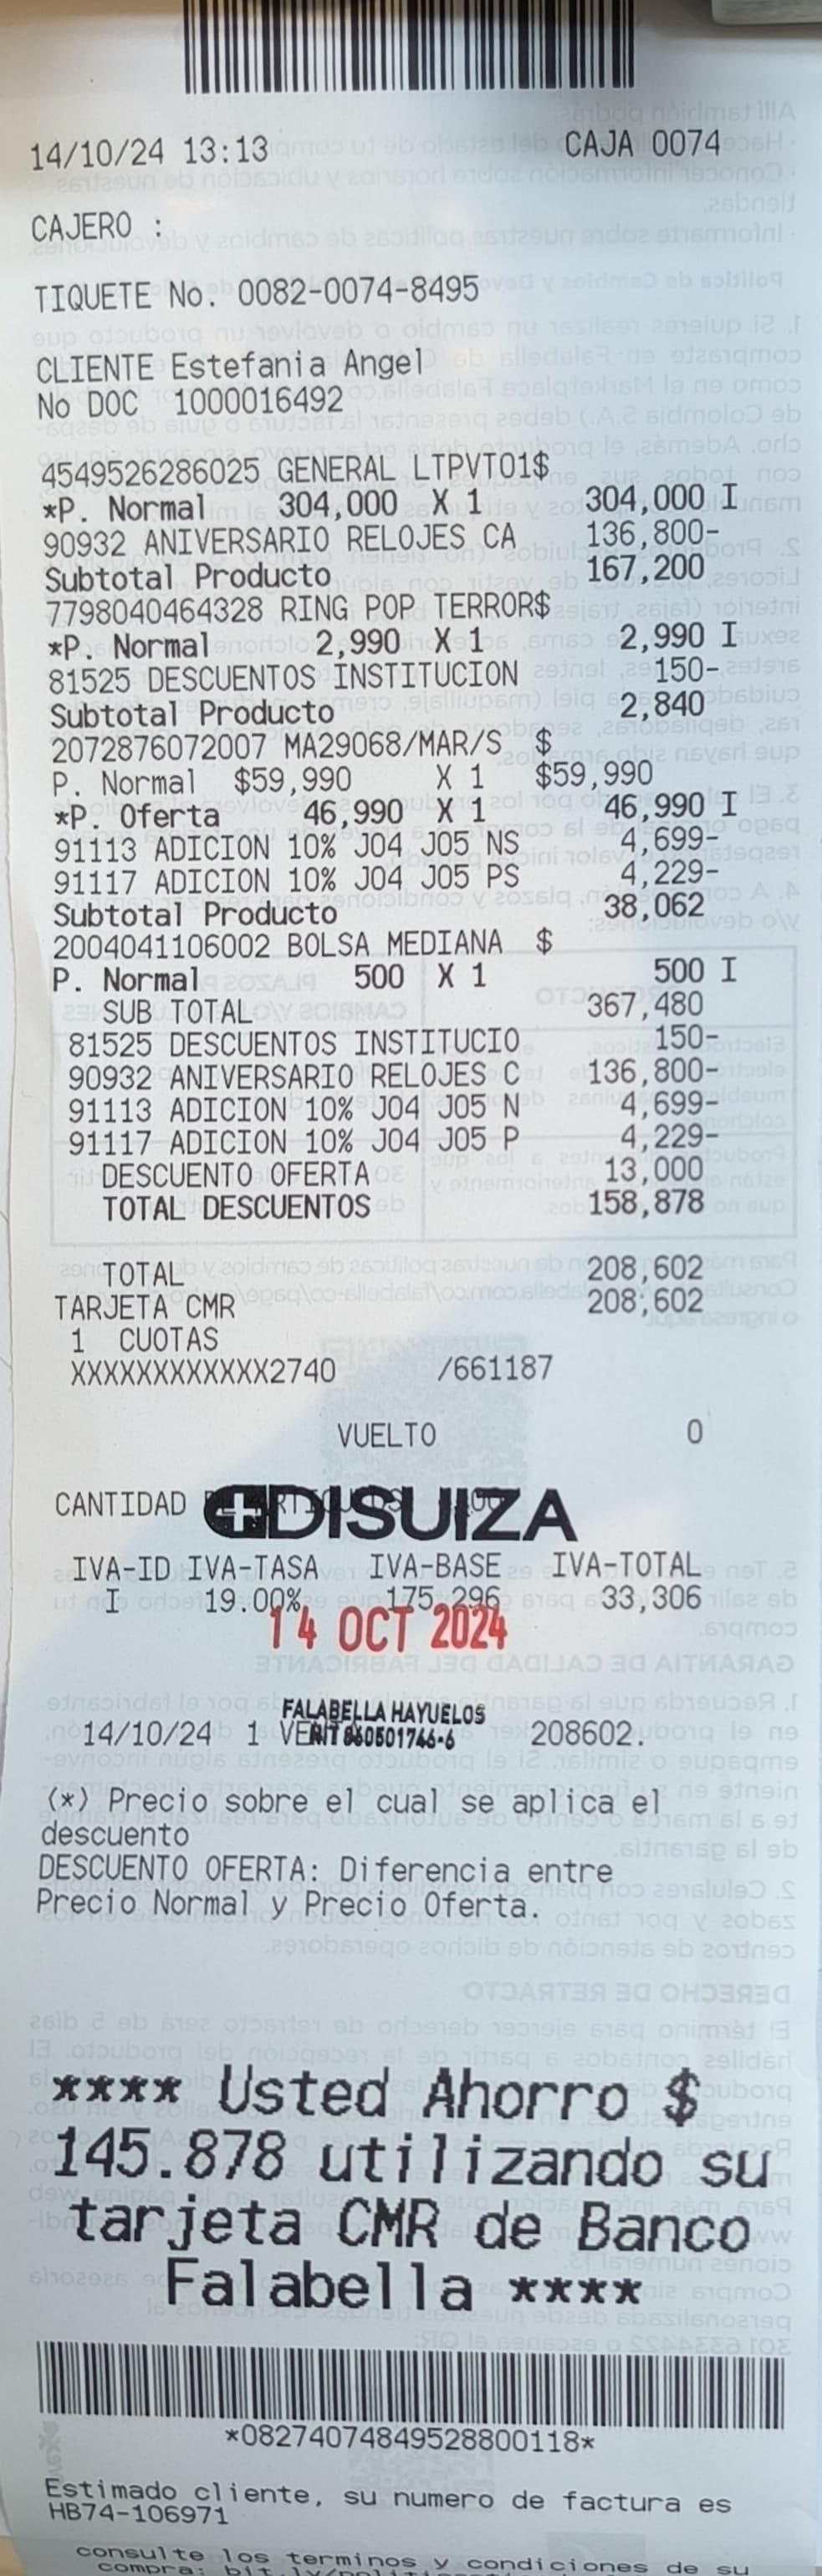 14/10/24 13:13 CAJA 0074
CAJERO :
TIQUETE No. 0082-0074-8495
CLIENTE Estefania Angel
No DOC 1000016492
4549526286025 GENERAL LTPVT01$
*P. Normal 304,000 X 1 304,000 I
90932 ANIVERSARIO RELOJES CA 136,800-
Subtotal Producto 167,200
7798040464328 RING POP TERROR$
*P. Normal 2,990 X 1 2,990 I
81525 DESCUENTOS INSTITUCION 150-
Subtotal Producto 2,840
2072876072007 MA29068/MAR/S $
P. Normal $59,990 X 1 $59,990
*P. Oferta 46,990 X 1 46,990 I
91113 ADICION 10% J04 J05 NS 4,699-
91117 ADICION 10% J04 J05 PS 4,229-
Subtotal Producto 38,062
2004041106002 BOLSA MEDIANA $
P. Normal 500 X 1 500 I
SUB TOTAL 367,480
81525 DESCUENTOS INSTITUCIO 150-
90932 ANIVERSARIO RELOJES C 136,800-
91113 ADICION 10% J04 J05 N 4,699-
91117 ADICION 10% J04 J05 P 4,229-
DESCUENTO OFERTA 13,000
TOTAL DESCUENTOS 158,878
TOTAL 208,602
TARJETA CMR 208,602
1 CUOTAS
XXXXXXXXXXXX2740 /661187
VUELTO 0
CANTIDAD
DISUIZA
IVA-ID IVA-TASA IVA-BASE IVA-TOTAL
I 19.00% 175,296 33,306
14 OCT 2024
FALABELLA HAYUELOS
NIT 860501746-6
14/10/24 1 208602.
(*) Precio sobre el cual se aplica el
descuento
DESCUENTO OFERTA: Diferencia entre
Precio Normal y Precio Oferta.
**** Usted Ahorro $
145.878 utilizando su
tarjeta CMR de Banco
Falabella ****
*08274074849528800118*
Estimado cliente, su numero de factura es
HB74-106971
consulte los terminos y condiciones de su